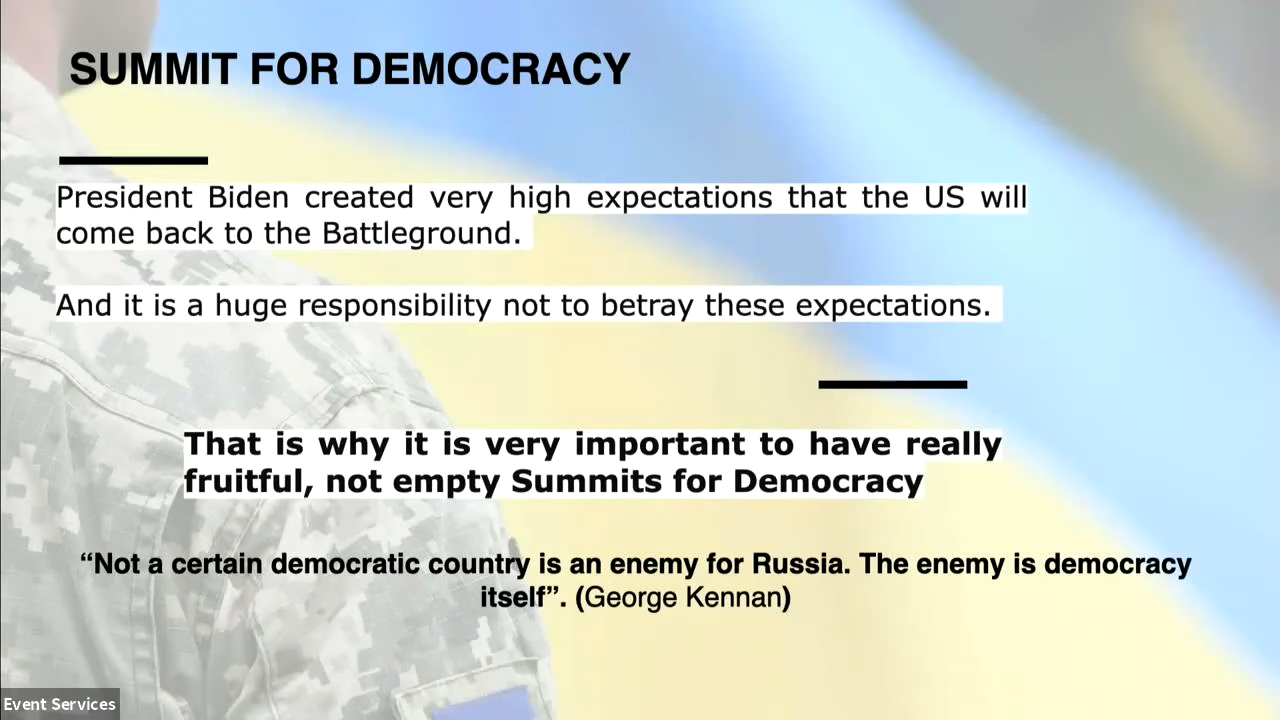 SUMMIT FOR DEMOCRACY
President Biden created very high expectations that the US will
come back to the Battleground.
And it is a huge responsibility not to betray these expectations.
That is why it is very important to have really
fruitful, not empty Summits for Democracy
“Not a certain democratic country is an enemy for Russia. The enemy is democracy
itself”. (George Kennan)
Event Services